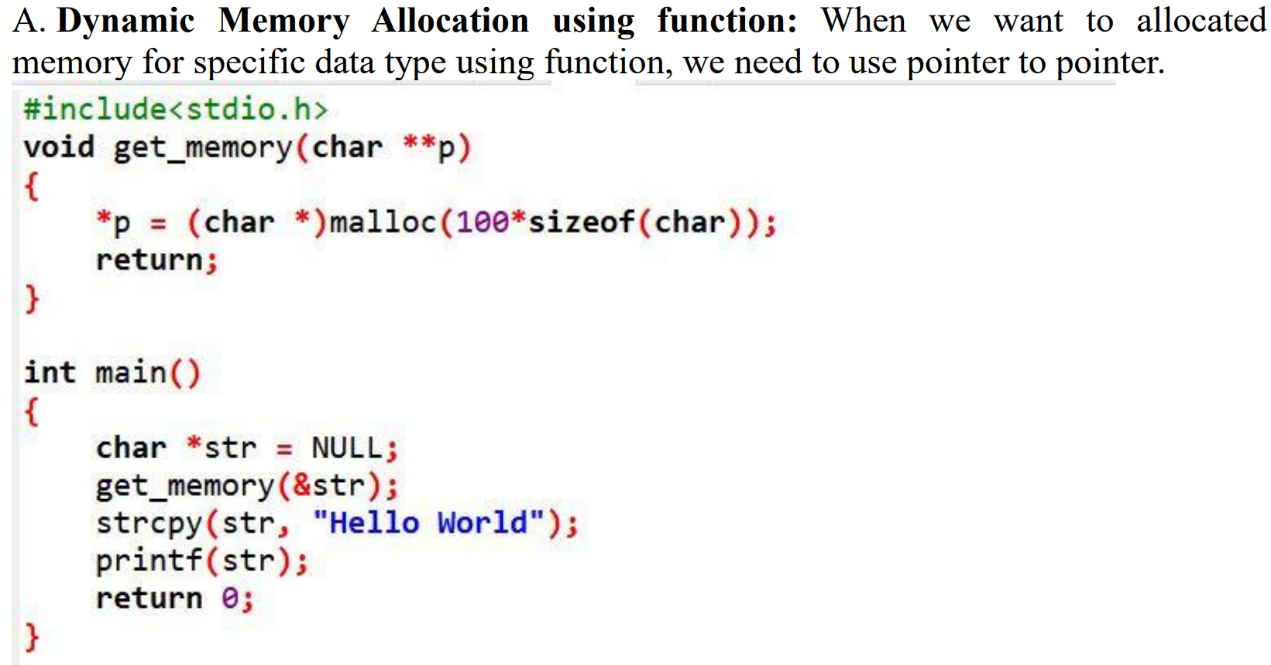 A. Dynamic Memory Allocation using function: When we want to allocated
memory for specific data type using function, we need to use pointer to pointer.
#include<stdio.h>
void get_memory(char **p)
{
    *p = (char *)malloc(100*sizeof(char));
    return;
}
int main()
{
    char *str = NULL;
    get_memory(&str);
    strcpy(str, "Hello World");
    printf(str);
    return 0;
}